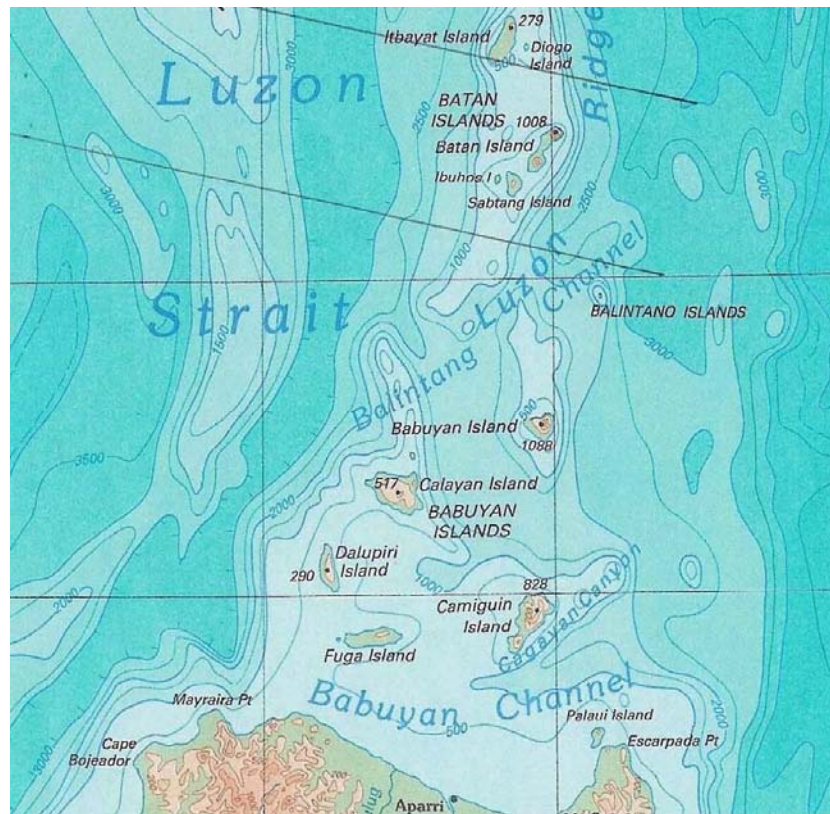 279
Itbayat Island
Diogo
Island
500
Ridge
3000
Luzon
2500
BATAN
ISLANDS
1008
Batan Island
Ibuhos.I
Sabtang Island
3000
3000
2500
1000
Luzon
Strait
Balintang Channel
BALINTANO ISLANDS
1500
3000
500
Babuyan Island
1088
3500
517
Calayan Island
BABUYAN
ISLANDS
2000
Dalupiri
Island
290
1000
828
Camiguin
Island
Cagayan Canyon
2000
Fuga Island
Babuyan Channel
Mayraira Pt
500
Palaui Island
2000
Escarpada Pt
Cape
Bojeador
3000
Aparri